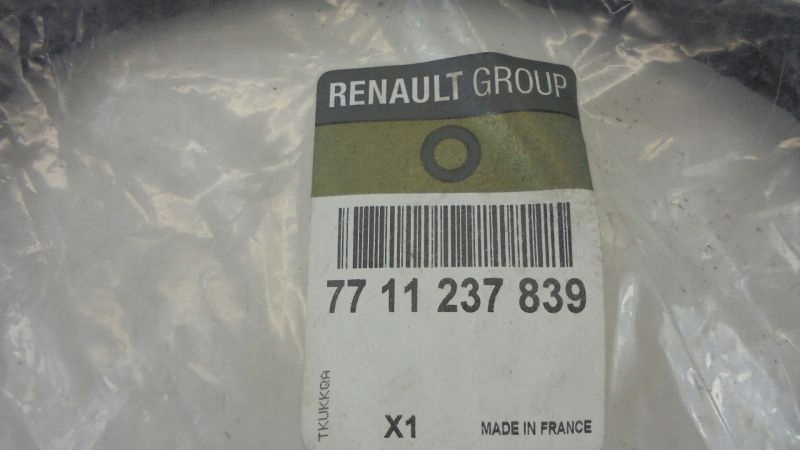 RENAULT GROUP
77 11 237 839
TKUKKQA
X1
MADE IN FRANCE